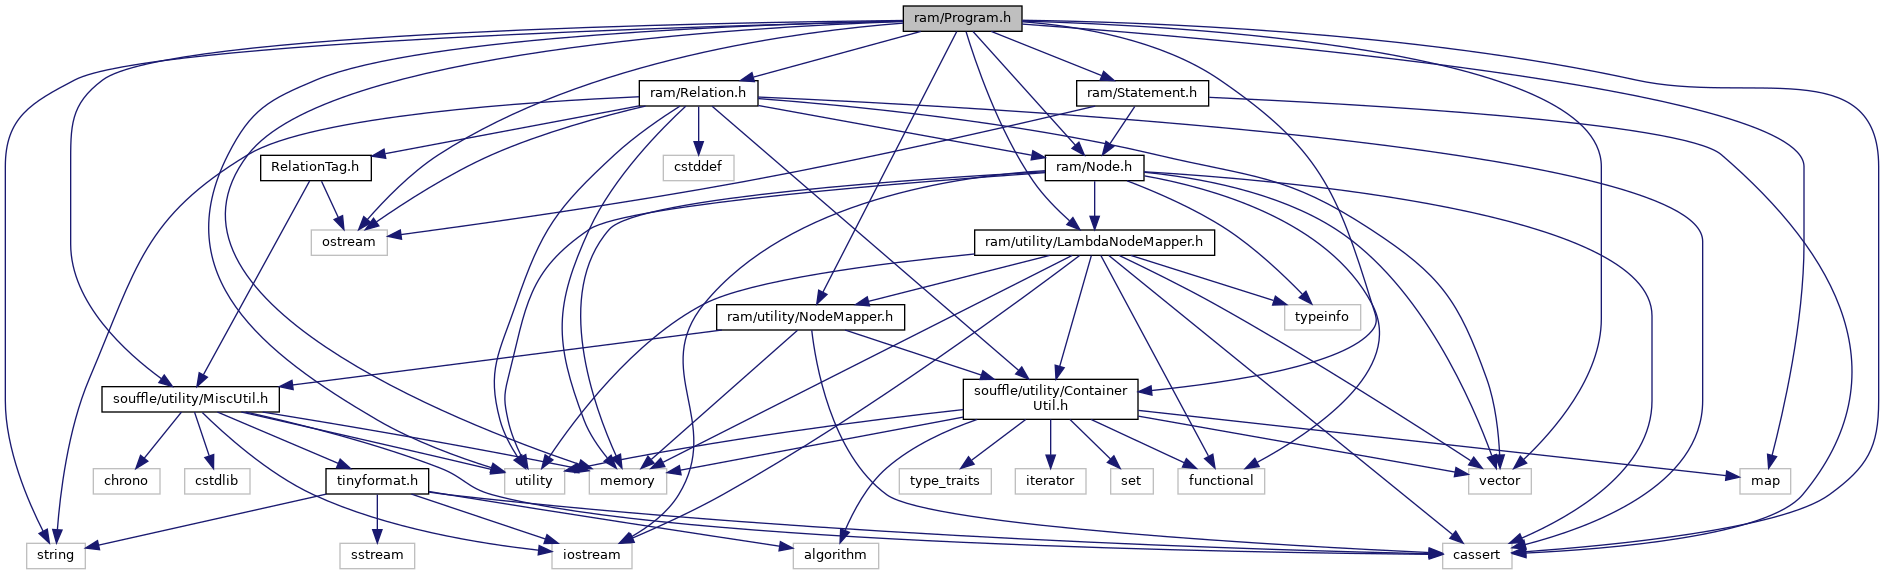 ram/Program.h
ram/Relation.h
ram/Statement.h
RelationTag.h
cstddef
ram/Node.h
ostream
ram/utility/LambdaNodeMapper.h
ram/utility/NodeMapper.h
typeinfo
souffle/utility/MiscUtil.h
souffle/utility/Container
Util.h
chrono
cstdlib
tinyformat.h
utility
memory
type_traits
iterator
set
functional
vector
map
string
sstream
iostream
algorithm
cassert